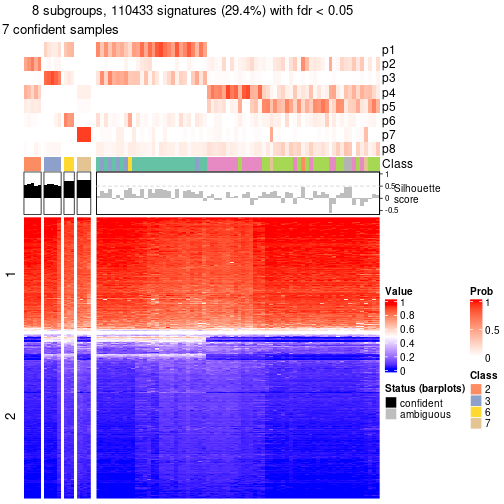 8 subgroups, 110433 signatures (29.4%) with fdr < 0.05
7 confident samples
p1
p2
p3
p4
p5
p6
p7
p8
Class
1
0.5
0
-0.5
Silhouette
score
1
2
Value
1
0.8
0.6
0.4
0.2
0
Status (barplots)
confident
ambiguous
Prob
1
0.5
0
Class
2
3
6
7